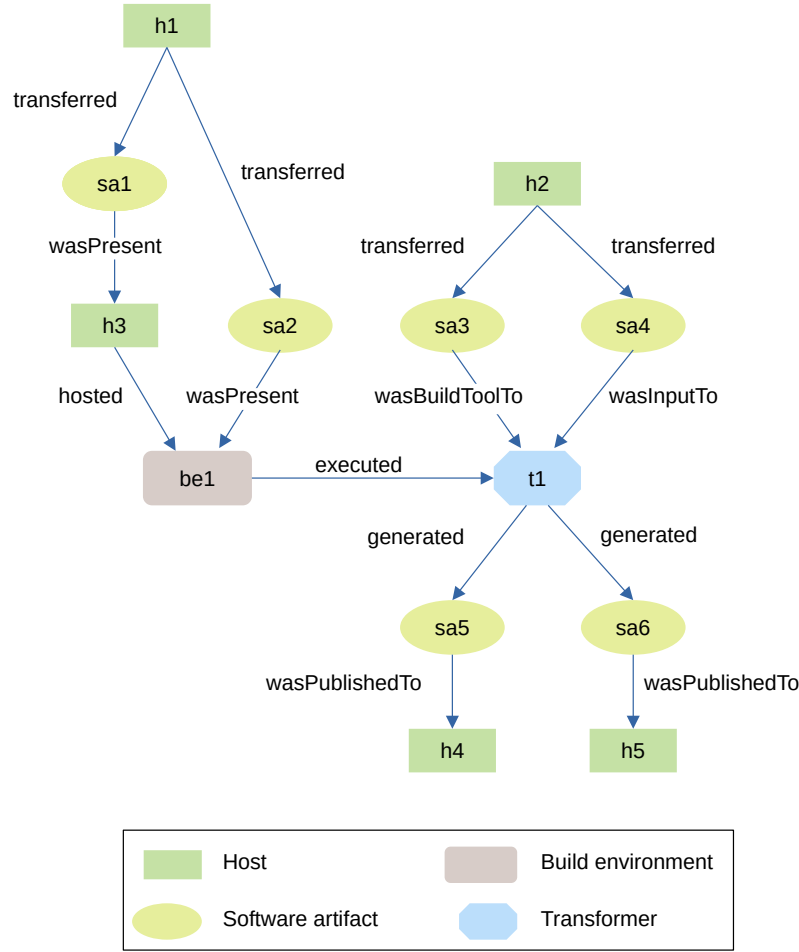 h1
transferred
sa1
transferred
h2
wasPresent
transferred
transferred
h3
sa2
sa3
sa4
hosted
wasPresent
wasBuildToolTo
wasInputTo
be1
executed
t1
generated
generated
sa5
sa6
wasPublishedTo
wasPublishedTo
h4
h5
Host
Build environment
Software artifact
Transformer